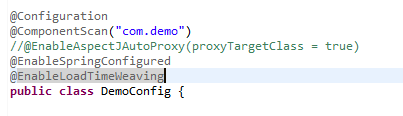 @Configuration
@ComponentScan("com.demo")
//@EnableAspectJAutoProxy(proxyTargetClass = true)
@EnableSpringConfigured
@EnableLoadTimeWeaving
public class DemoConfig {